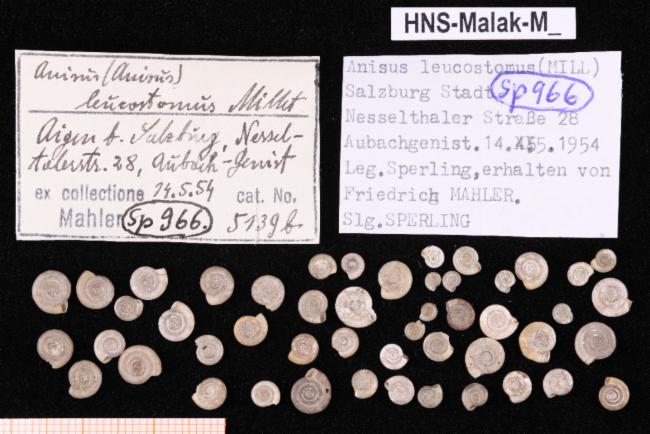 HNS-Malak-M_
Anisus (Anisus)
leucostomus Millet
Aigen b. Salzburg, Nessel-
talerstr. 28, Aubach-Genist
ex collectione 14.5.54 cat. No.
Mahler Sp 966. 5139b.
Anisus leucostomus(MILL)
Salzburg Stadt Sp 966
Nesselthaler Straße 28
Aubachgenist. 14. 5.1954
Leg.Sperling,erhalten von
Friedrich MAHLER.
Slg.SPERLING